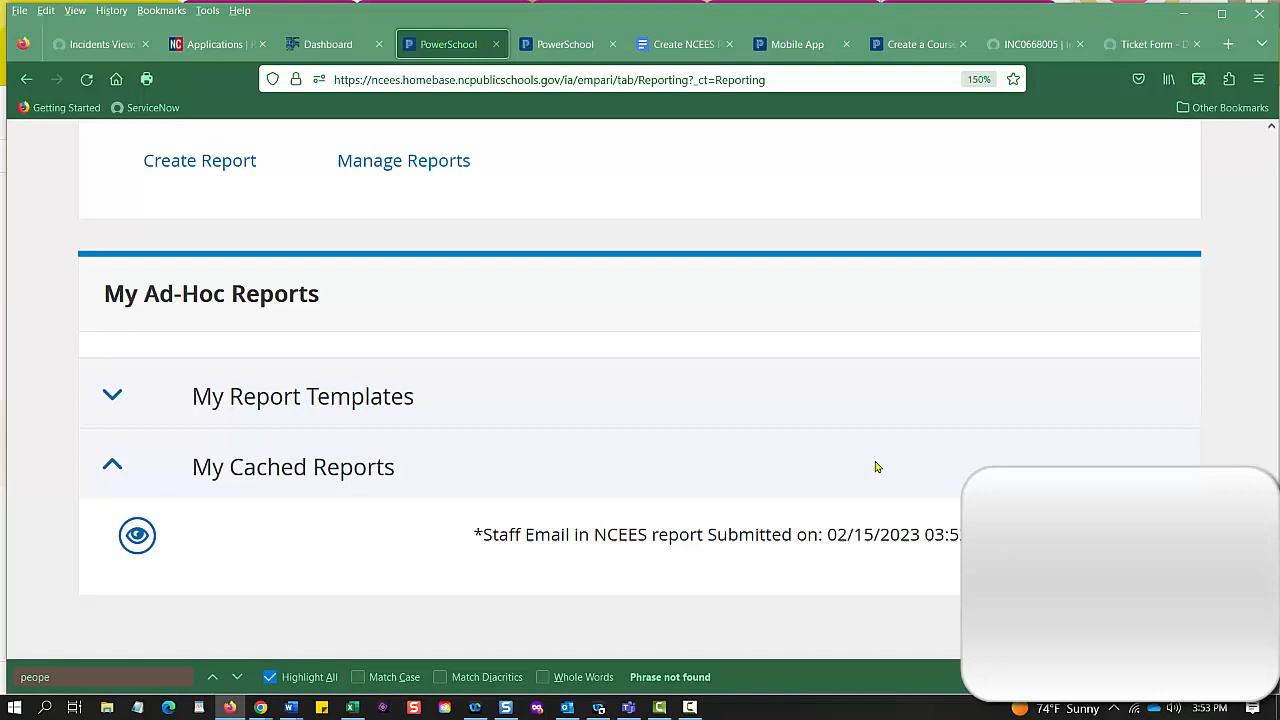 File Edit View History Bookmarks Tools Help
Incidents View: Applications | PowerSchool PowerSchool Dashboard Create NCEES Mobile App Create a Cours INC0668005 | Ticket Form - D
https://ncees.homebase.ncpublicschools.gov/ia/empari/tab/Reporting?_ct=Reporting 150%
Getting Started ServiceNow Other Bookmarks
Create Report Manage Reports
My Ad-Hoc Reports
My Report Templates
My Cached Reports
*Staff Email in NCEES report Submitted on: 02/15/2023 03:5
peope Highlight All Match Case Match Diacritics Whole Words Phrase not found
74°F Sunny 3:53 PM